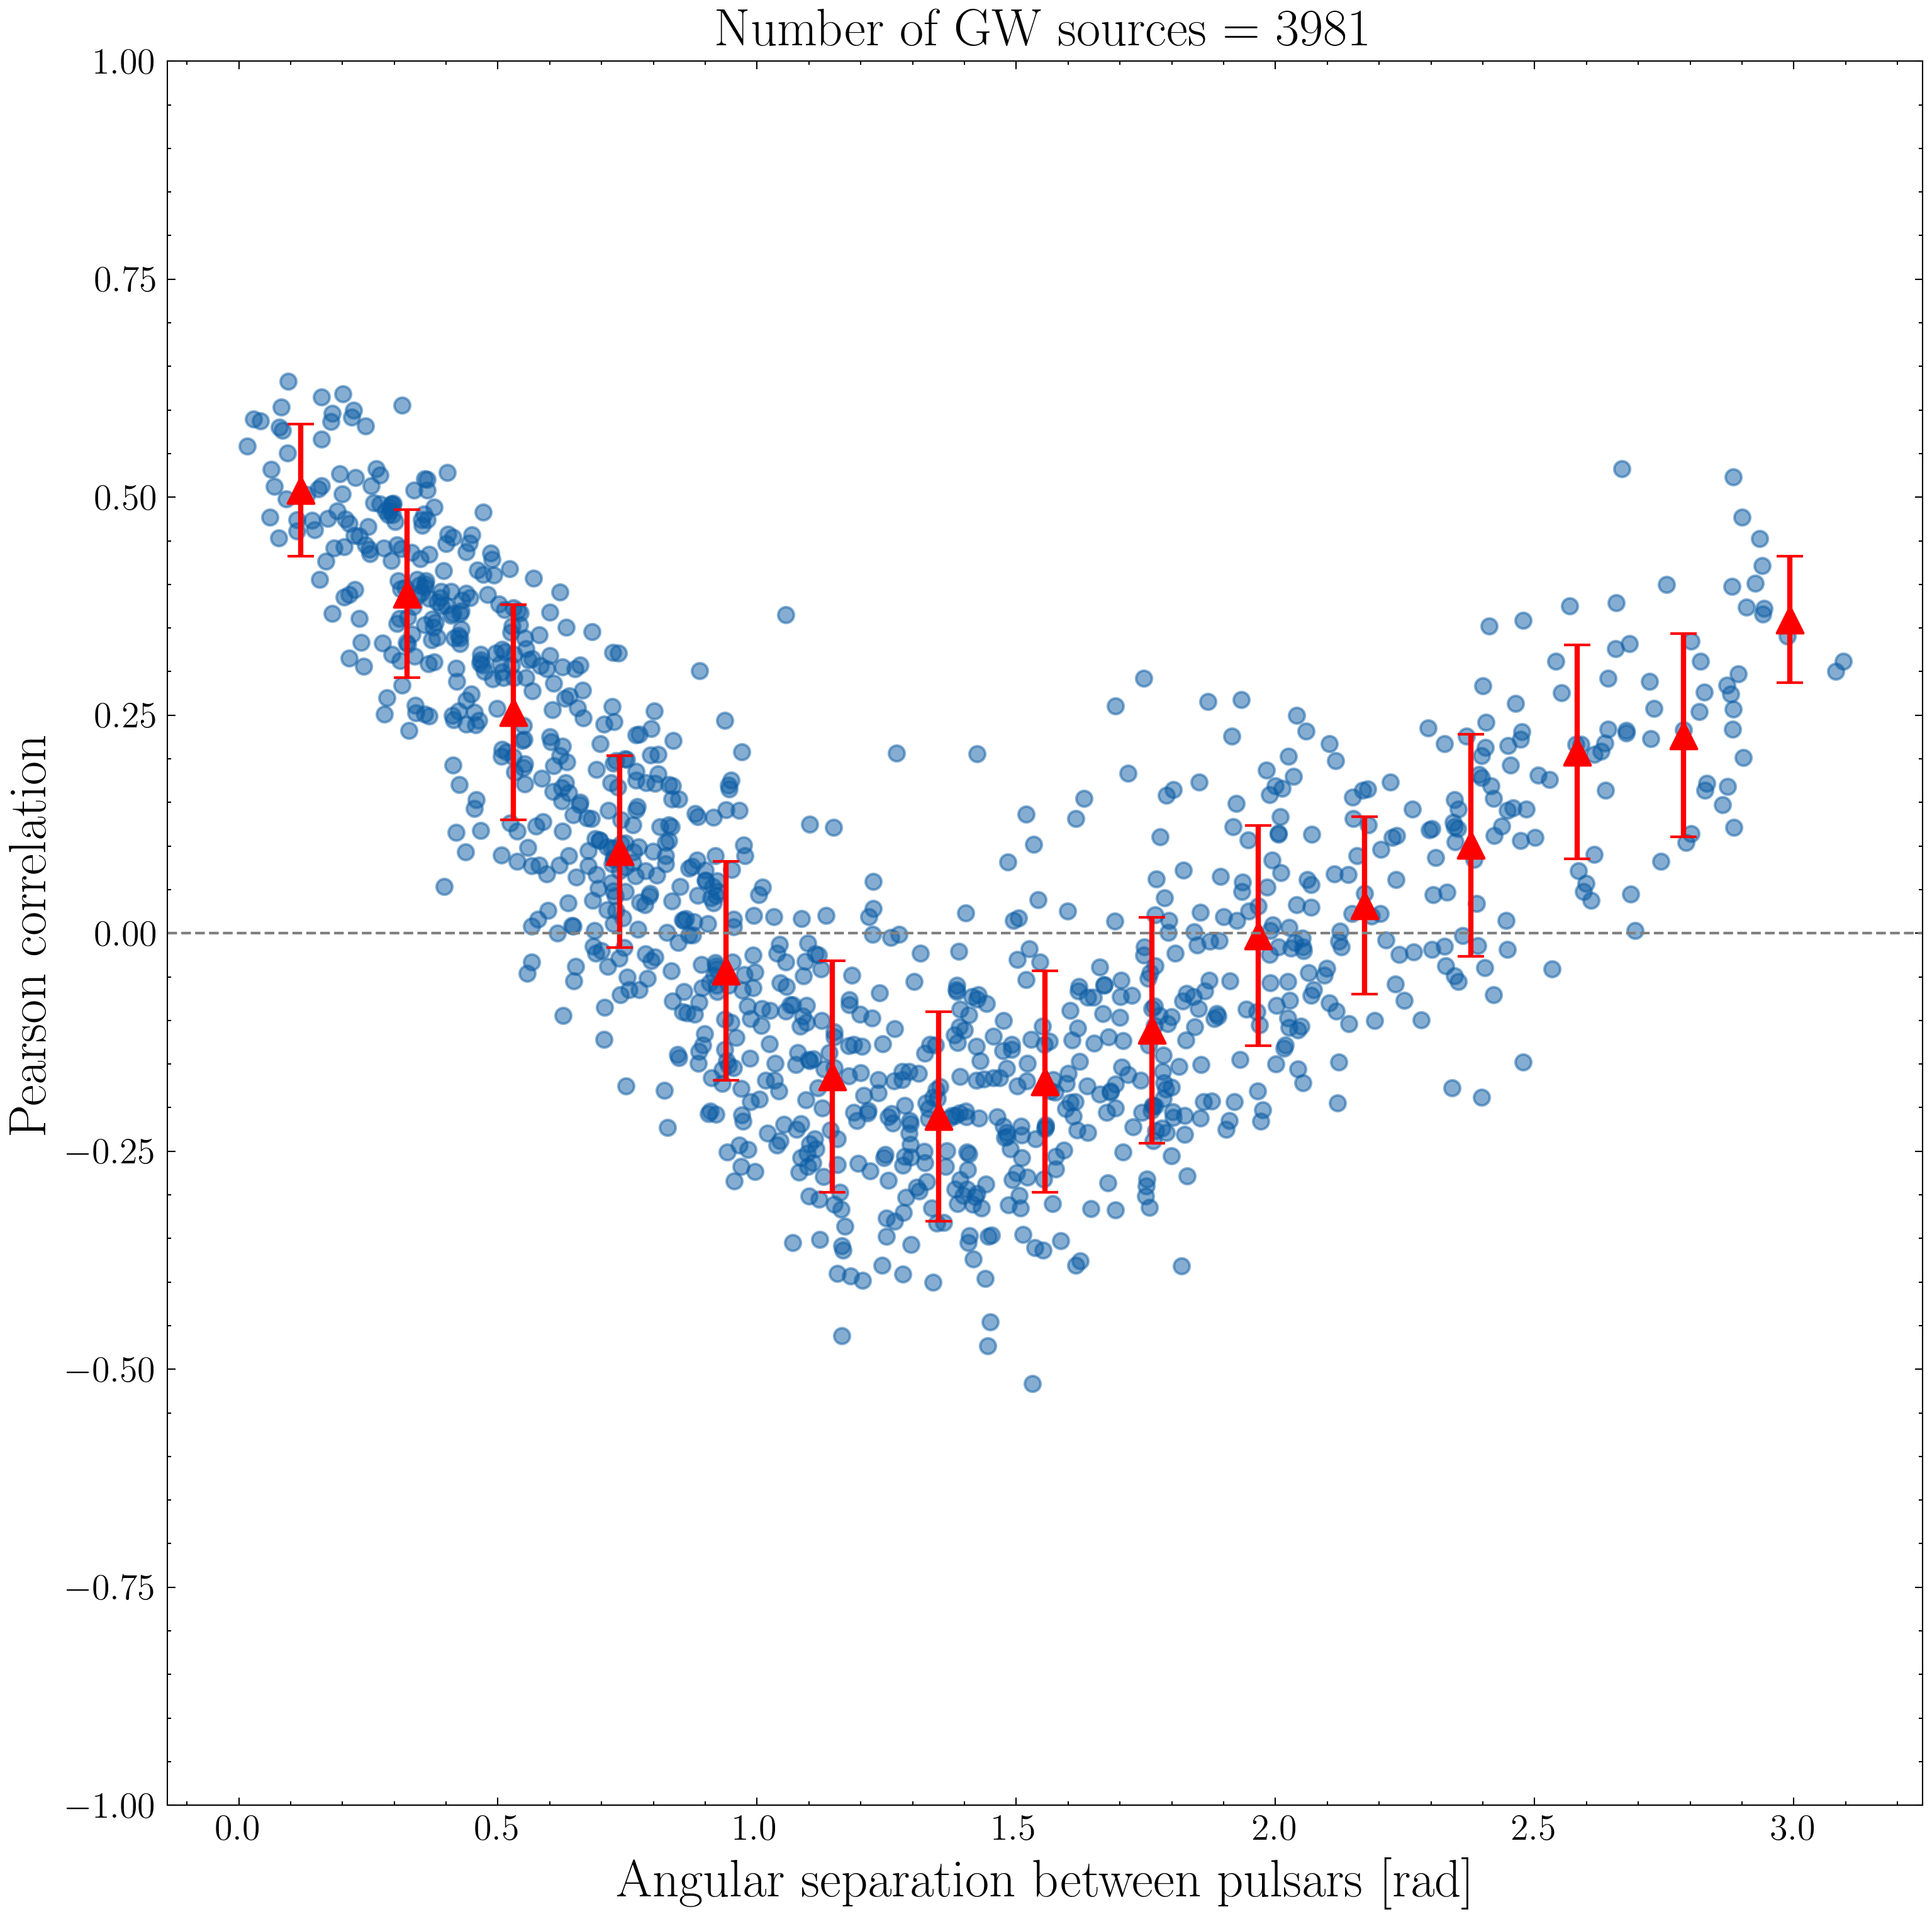 Number of GW sources = 3981
1.00
0.75
0.50
0.25
0.00
−0.25
−0.50
−0.75
−1.00
Pearson correlation
0.0 0.5 1.0 1.5 2.0 2.5 3.0
Angular separation between pulsars [rad]